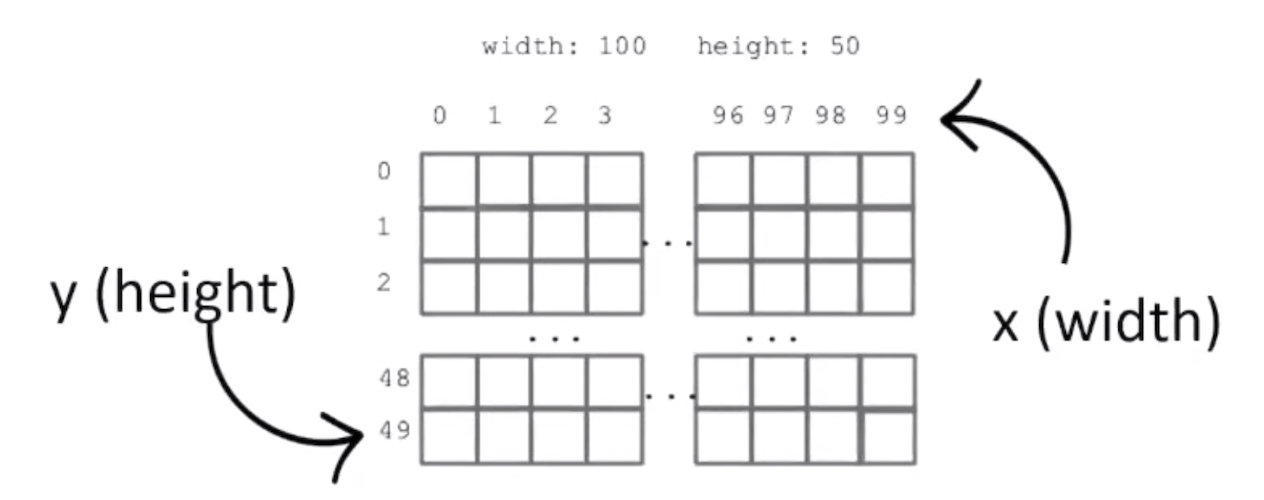 width: 100 height: 50
0 1 2 3 96 97 98 99
0
1
. . .
2
y (height)
x (width)
. . . . . .
48
. . .
49